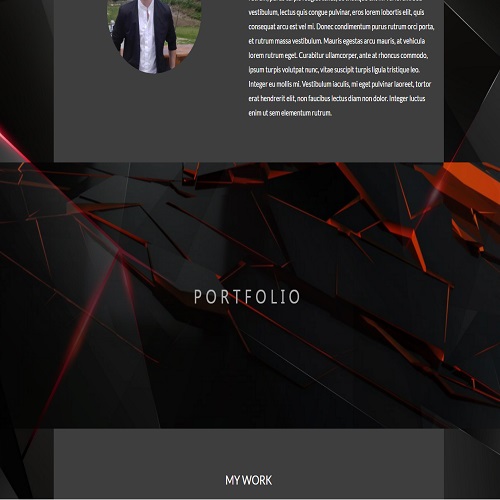 vestibulum, lectus quis congue pulvinar, eros lorem lobortis elit, quis
consequat arcu est vel mi. Donec condimentum purus rutrum orci porta,
et rutrum massa vestibulum. Mauris egestas arcu mauris, at vehicula
lorem rutrum eget. Curabitur ullamcorper, ante at rhoncus commodo,
ipsum turpis volutpat nunc, vitae suscipit turpis ligula tristique leo.
Integer eu mollis mi. Vestibulum iaculis, mi eget pulvinar laoreet, tortor
erat hendrerit elit, non faucibus lectus diam non dolor. Integer luctus
enim ut sem elementum rutrum.
PORTFOLIO
MY WORK